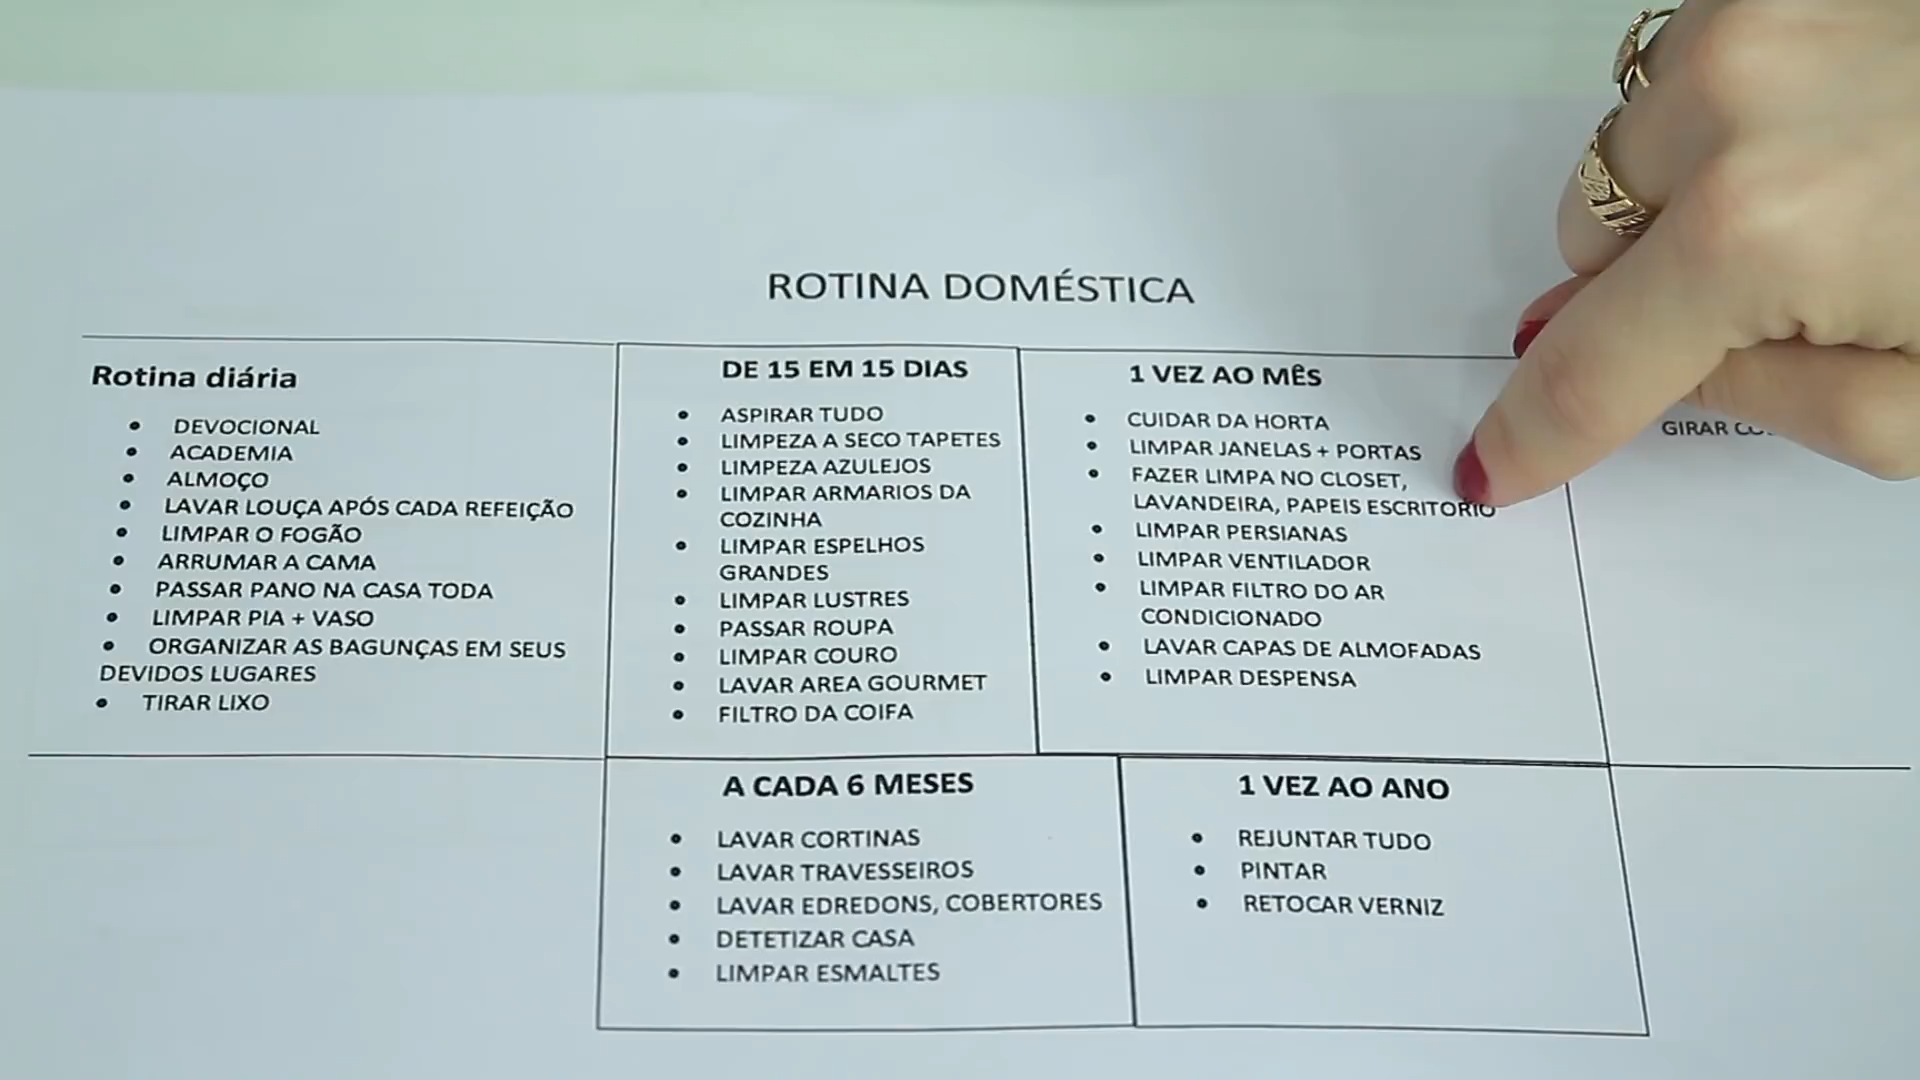 ROTINA DOMÉSTICA
Rotina diária
DEVOCIONAL
ACADEMIA
ALMOÇO
LAVAR LOUÇA APÓS CADA REFEIÇÃO
LIMPAR O FOGÃO
ARRUMAR A CAMA
PASSAR PANO NA CASA TODA
LIMPAR PIA + VASO
ORGANIZAR AS BAGUNÇAS EM SEUS
DEVIDOS LUGARES
TIRAR LIXO
DE 15 EM 15 DIAS
ASPIRAR TUDO
LIMPEZA A SECO TAPETES
LIMPEZA AZULEJOS
LIMPAR ARMARIOS DA
COZINHA
LIMPAR ESPELHOS
GRANDES
LIMPAR LUSTRES
PASSAR ROUPA
LIMPAR COURO
LAVAR AREA GOURMET
FILTRO DA COIFA
1 VEZ AO MÊS
CUIDAR DA HORTA
LIMPAR JANELAS + PORTAS
FAZER LIMPA NO CLOSET,
LAVANDEIRA, PAPEIS ESCRITORIO
LIMPAR PERSIANAS
LIMPAR VENTILADOR
LIMPAR FILTRO DO AR
CONDICIONADO
LAVAR CAPAS DE ALMOFADAS
LIMPAR DESPENSA
GIRAR
A CADA 6 MESES
LAVAR CORTINAS
LAVAR TRAVESSEIROS
LAVAR EDREDONS, COBERTORES
DETETIZAR CASA
LIMPAR ESMALTES
1 VEZ AO ANO
REJUNTAR TUDO
PINTAR
RETOCAR VERNIZ